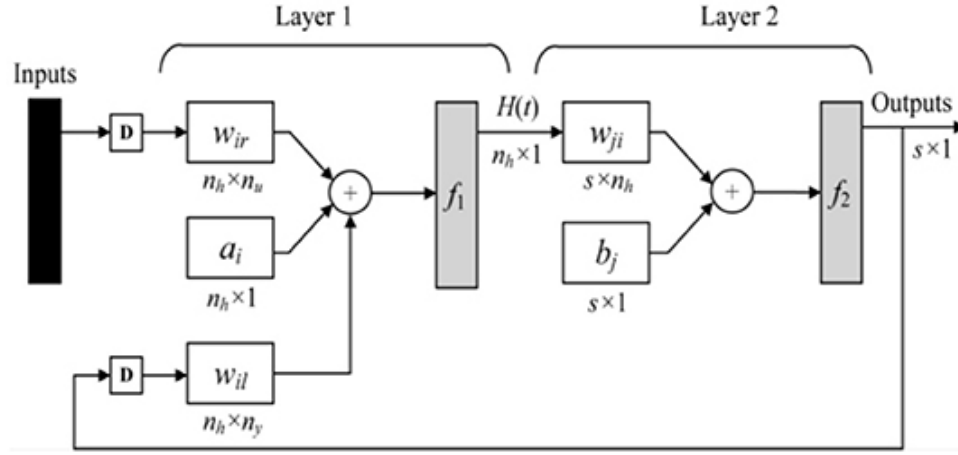 Layer 1
Layer 2
Inputs
Outputs
D
w_ir
n_h×n_u
+
a_i
n_h×1
f_1
H(t)
n_h×1
w_ji
s×n_h
+
b_j
s×1
f_2
s×1
D
w_il
n_h×n_y